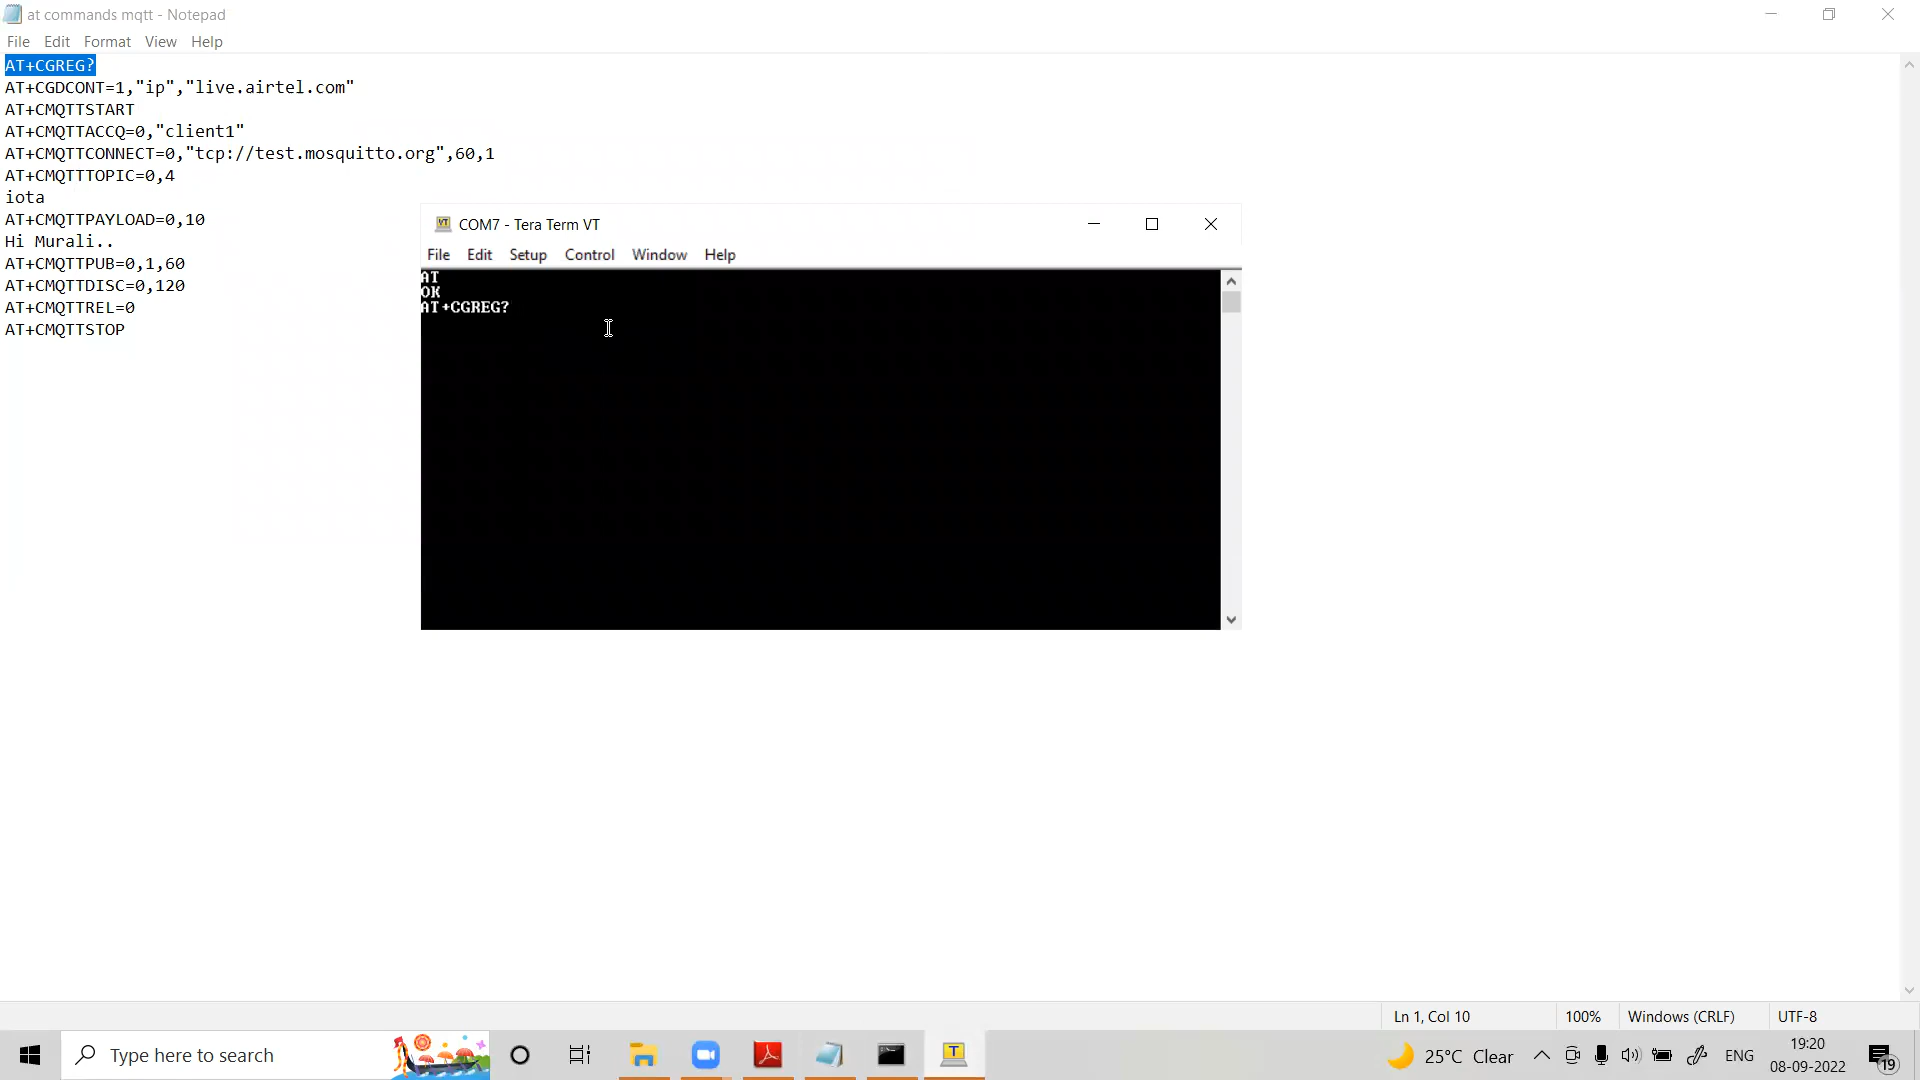 at commands mqtt - Notepad
File Edit Format View Help
AT+CGREG?
AT+CGDCONT=1,"ip","live.airtel.com"
AT+CMQTTSTART
AT+CMQTTACCQ=0,"client1"
AT+CMQTTCONNECT=0,"tcp://test.mosquitto.org",60,1
AT+CMQTTTOPIC=0,4
iota
AT+CMQTTPAYLOAD=0,10
Hi Murali..
AT+CMQTTPUB=0,1,60
AT+CMQTTDISC=0,120
AT+CMQTTREL=0
AT+CMQTTSTOP
COM7 - Tera Term VT
File Edit Setup Control Window Help
AT
OK
AT+CGREG?
Ln 1, Col 10 100% Windows (CRLF) UTF-8
Type here to search
25°C Clear
ENG
19:20
08-09-2022
19